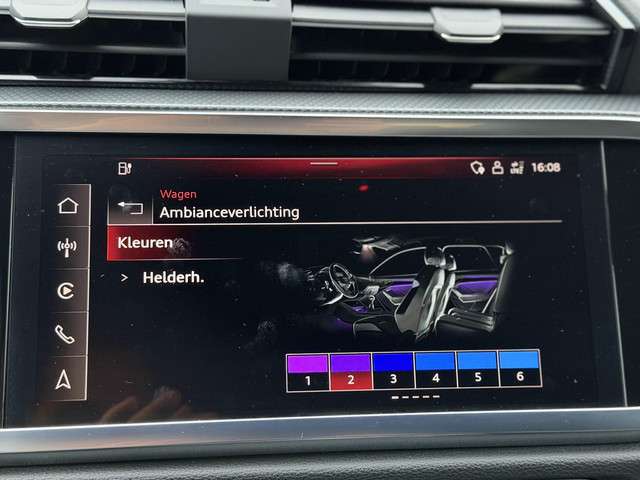 16:08
Wagen
Ambianceverlichting
Kleuren
> Helderh.
1 2 3 4 5 6